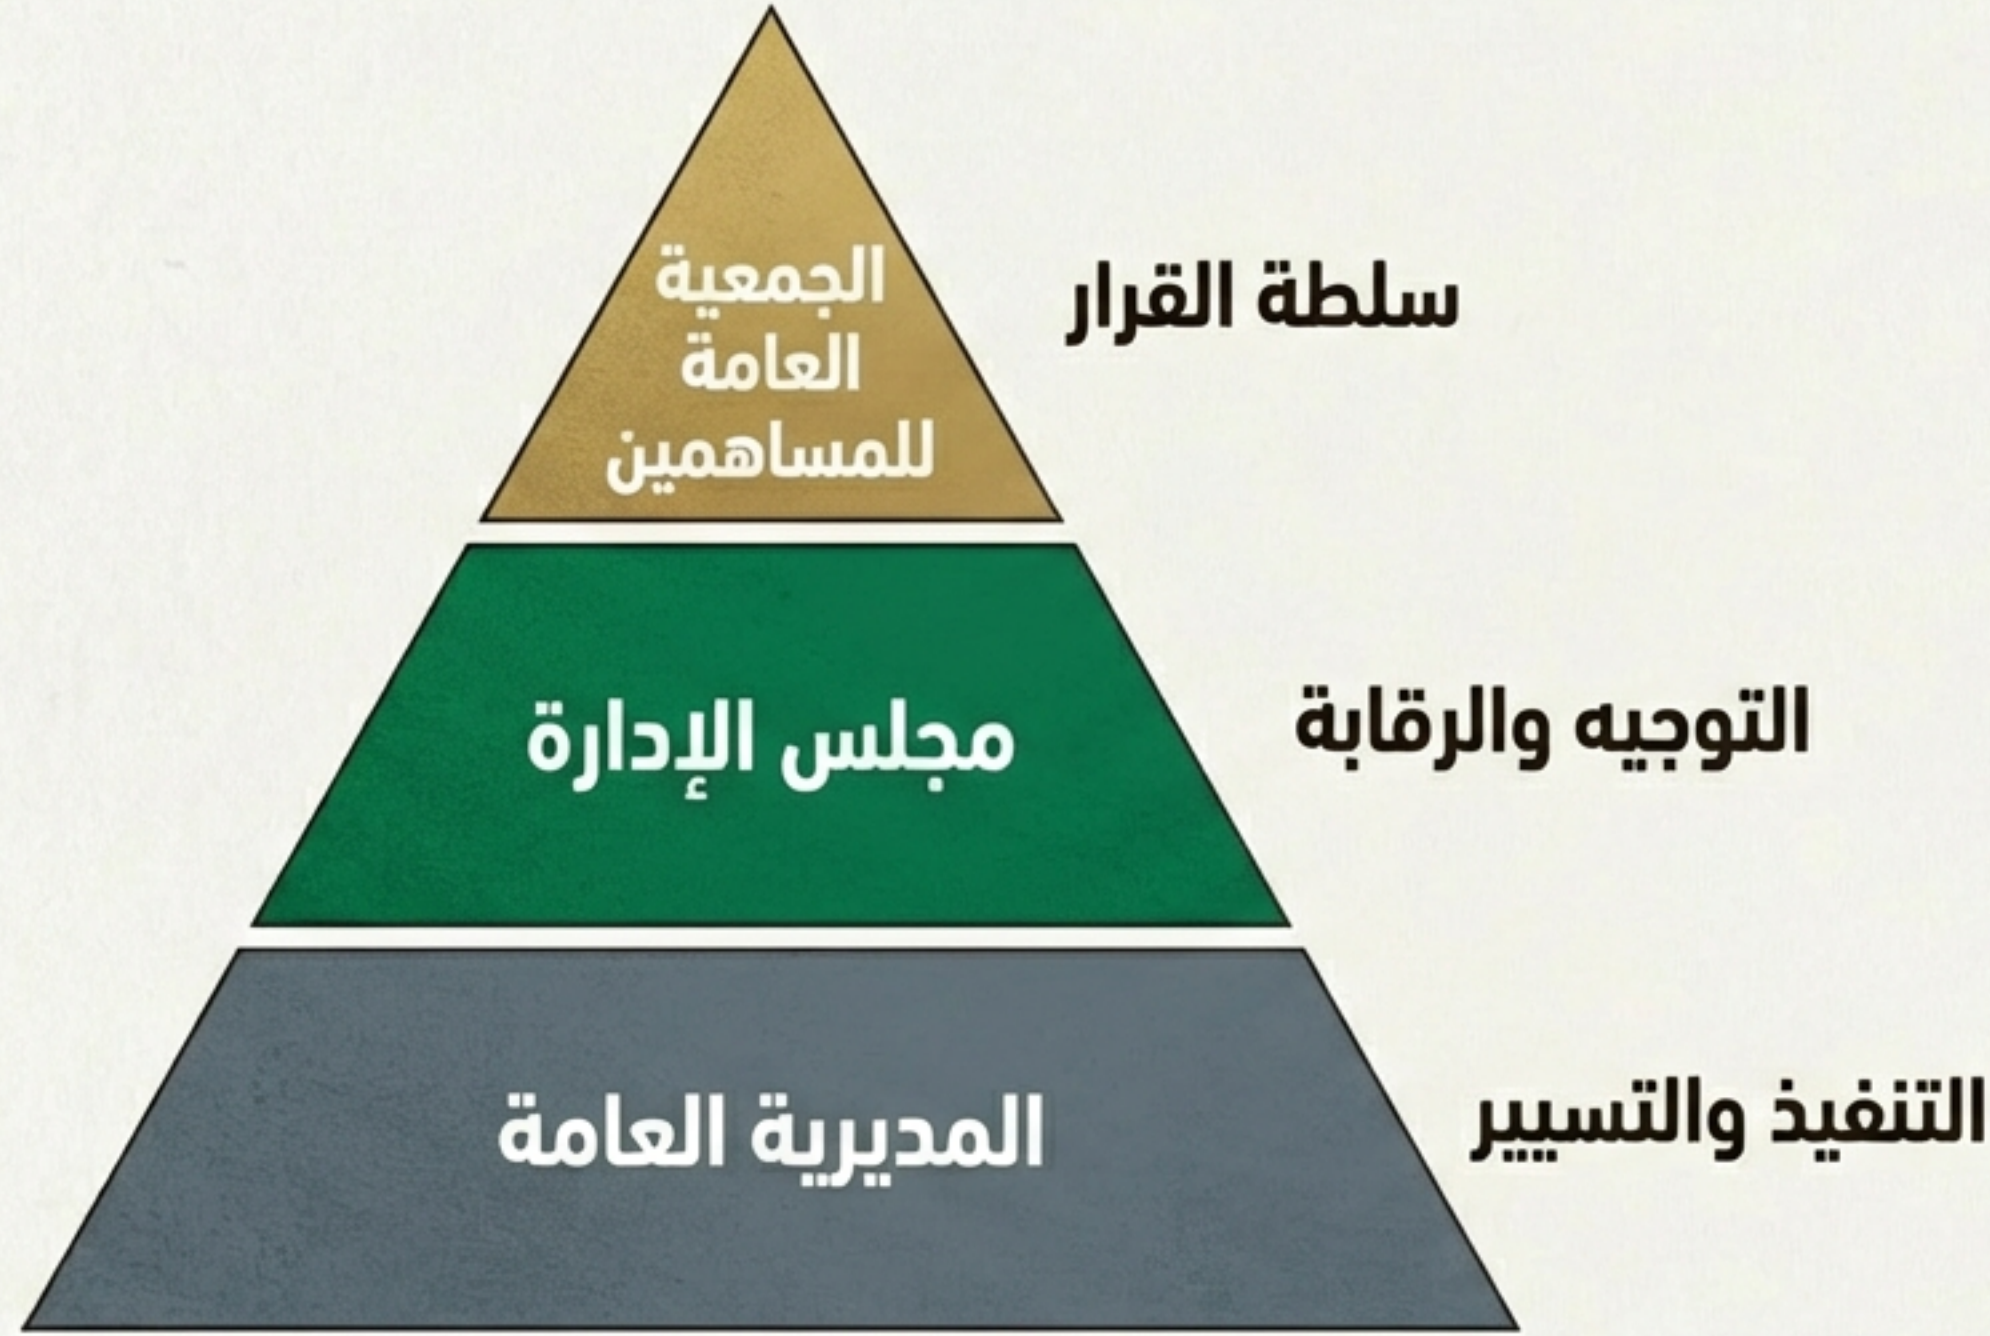 الجمعية
العامة
للمساهمين
سلطة القرار
مجلس الإدارة
التوجيه والرقابة
المديرية العامة
التنفيذ والتسيير